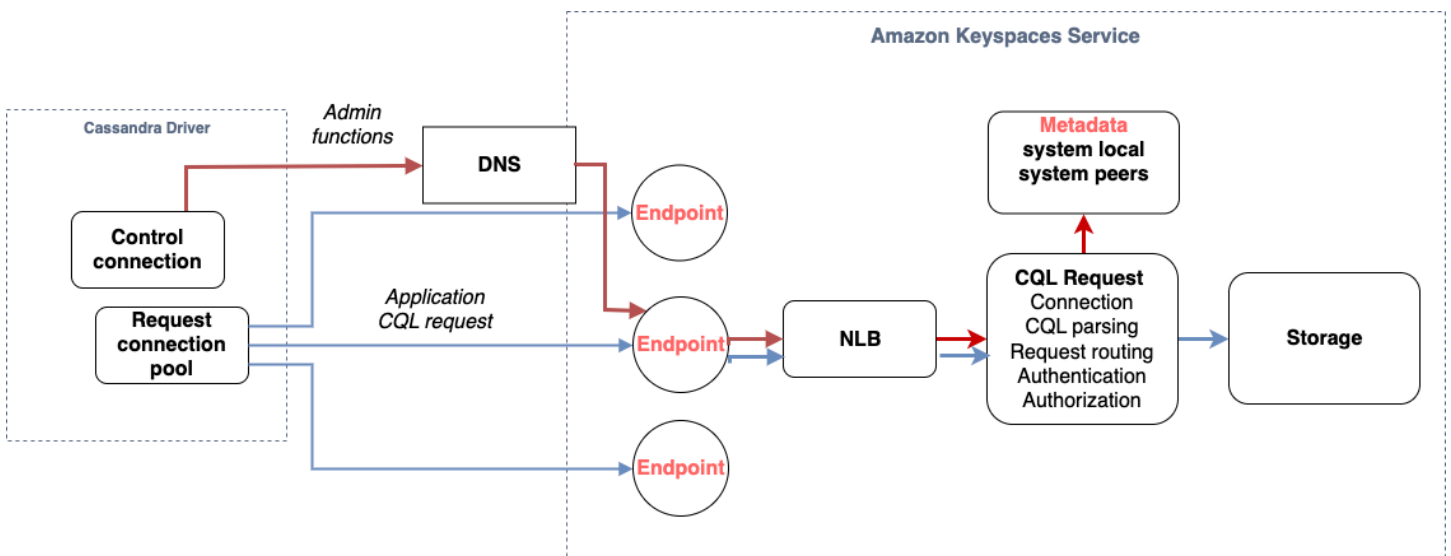 Amazon Keyspaces Service
Cassandra Driver
Admin
functions
DNS
Control
connection
Request
connection
pool
Application
CQL request
Endpoint
Endpoint
Endpoint
NLB
Metadata
system local
system peers
CQL Request
Connection
CQL parsing
Request routing
Authentication
Authorization
Storage